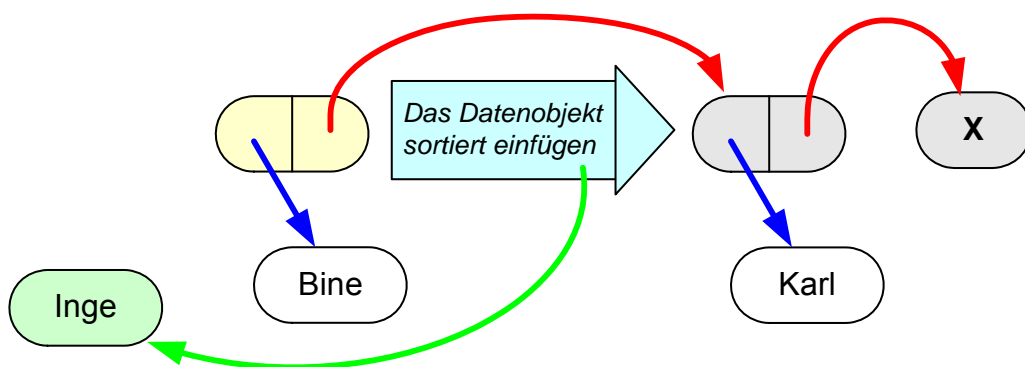 Das Datenobjekt
sortiert einfügen
X
Bine
Karl
Inge